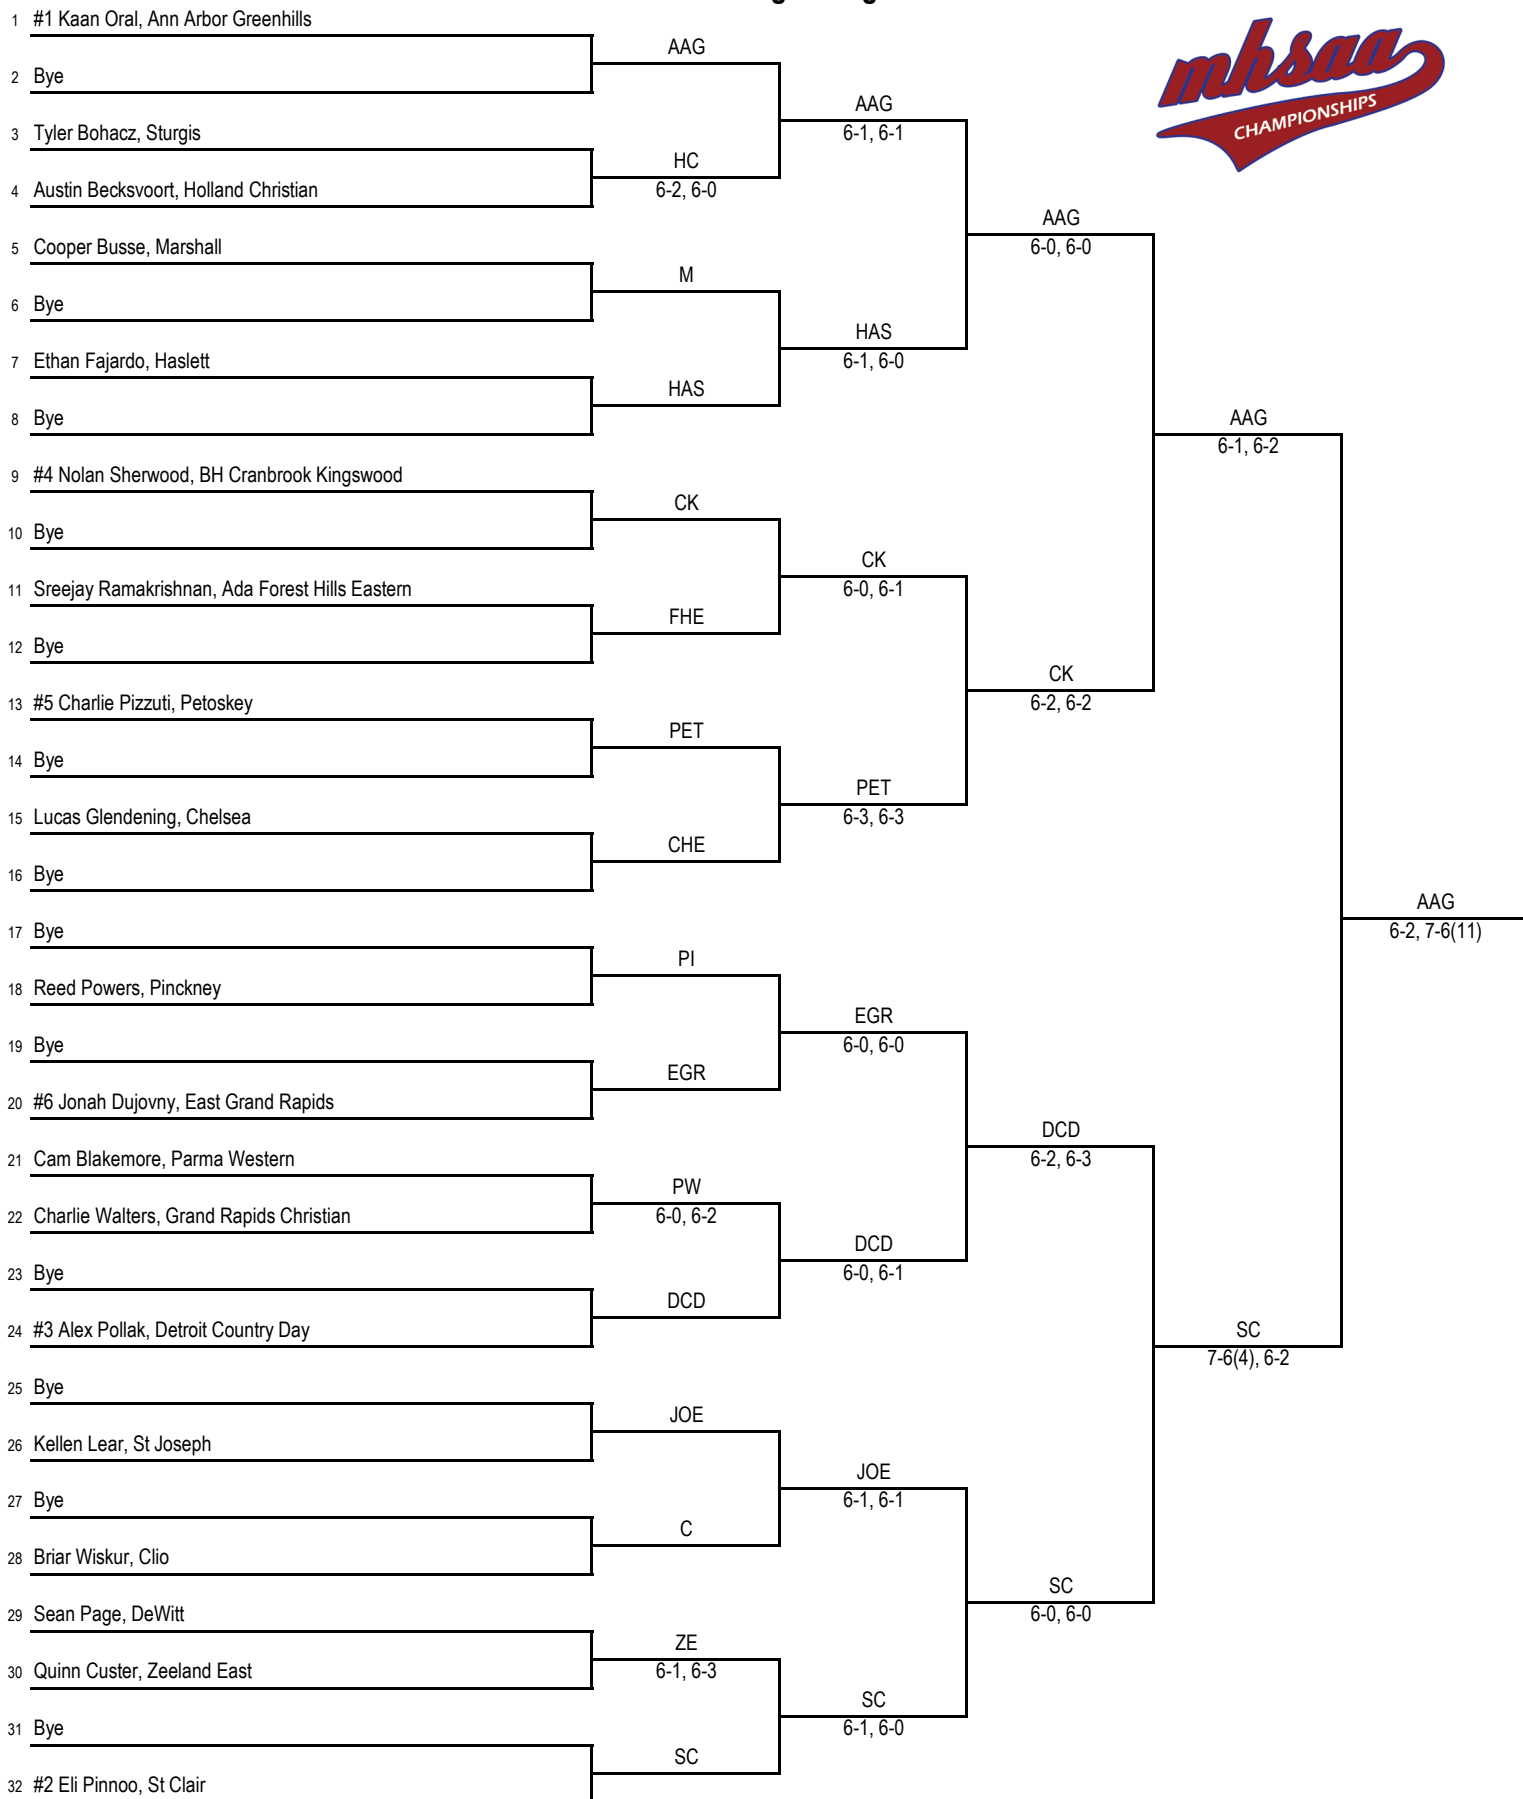 1 #1 Kaan Oral, Ann Arbor Greenhills
2 Bye
3 Tyler Bohacz, Sturgis
4 Austin Becksvoort, Holland Christian
5 Cooper Busse, Marshall
6 Bye
7 Ethan Fajardo, Haslett
8 Bye
9 #4 Nolan Sherwood, BH Cranbrook Kingswood
10 Bye
11 Sreejay Ramakrishnan, Ada Forest Hills Eastern
12 Bye
13 #5 Charlie Pizzuti, Petoskey
14 Bye
15 Lucas Glendening, Chelsea
16 Bye
17 Bye
18 Reed Powers, Pinckney
19 Bye
20 #6 Jonah Dujovny, East Grand Rapids
21 Cam Blakemore, Parma Western
22 Charlie Walters, Grand Rapids Christian
23 Bye
24 #3 Alex Pollak, Detroit Country Day
25 Bye
26 Kellen Lear, St Joseph
27 Bye
28 Briar Wiskur, Clio
29 Sean Page, DeWitt
30 Quinn Custer, Zeeland East
31 Bye
32 #2 Eli Pinnoo, St Clair
AAG
HC
6-2, 6-0
M
HAS
CK
FHE
PET
CHE
PI
EGR
PW
6-0, 6-2
DCD
JOE
C
ZE
6-1, 6-3
SC
AAG
6-1, 6-1
HAS
6-1, 6-0
CK
6-0, 6-1
PET
6-3, 6-3
EGR
6-0, 6-0
DCD
6-0, 6-1
JOE
6-1, 6-1
SC
6-1, 6-0
AAG
6-0, 6-0
CK
6-2, 6-2
DCD
6-2, 6-3
SC
6-0, 6-0
AAG
6-1, 6-2
SC
7-6(4), 6-2
AAG
6-2, 7-6(11)
mhsaa
CHAMPIONSHIPS